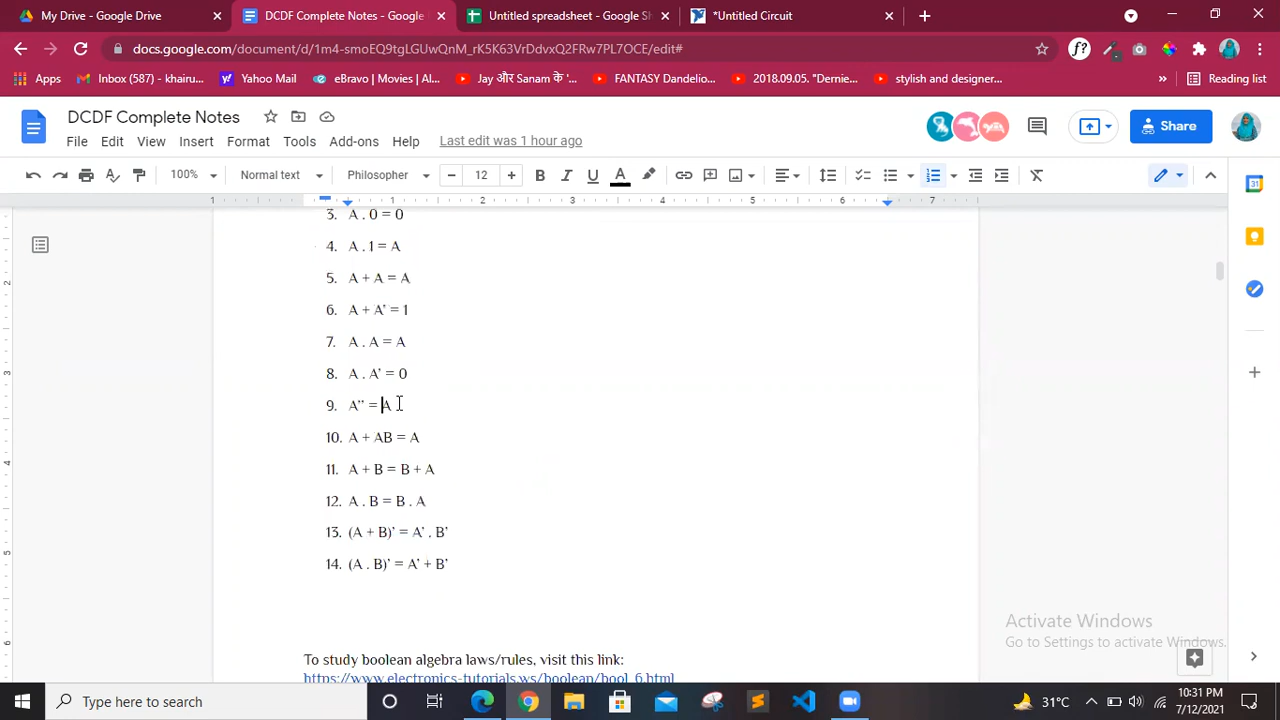 My Drive - Google Drive
DCDF Complete Notes - Google
Untitled spreadsheet - Google Sh
*Untitled Circuit
docs.google.com/document/d/1m4-smoEQ9tgLGUwQnM_rK5K63VrDdvxQ2FRw7PL7OCE/edit#
f?
Apps
Inbox (587) - khairu...
Yahoo Mail
eBravo | Movies | Al...
Jay और Sanam के '...
FANTASY Dandelio...
2018.09.05. "Dernie...
stylish and designer...
Reading list
DCDF Complete Notes
File Edit View Insert Format Tools Add-ons Help Last edit was 1 hour ago
Share
100% Normal text Philosopher 12
3. A . 0 = 0
4. A . 1 = A
5. A + A = A
6. A + A’ = 1
7. A . A = A
8. A . A’ = 0
9. A’’ = A
10. A + AB = A
11. A + B = B + A
12. A . B = B . A
13. (A + B)’ = A’ . B’
14. (A . B)’ = A’ + B’
To study boolean algebra laws/rules, visit this link:
https://www.electronics-tutorials.ws/boolean/bool_6.html
Activate Windows
Go to Settings to activate Windows.
Type here to search
31°C
10:31 PM
7/12/2021